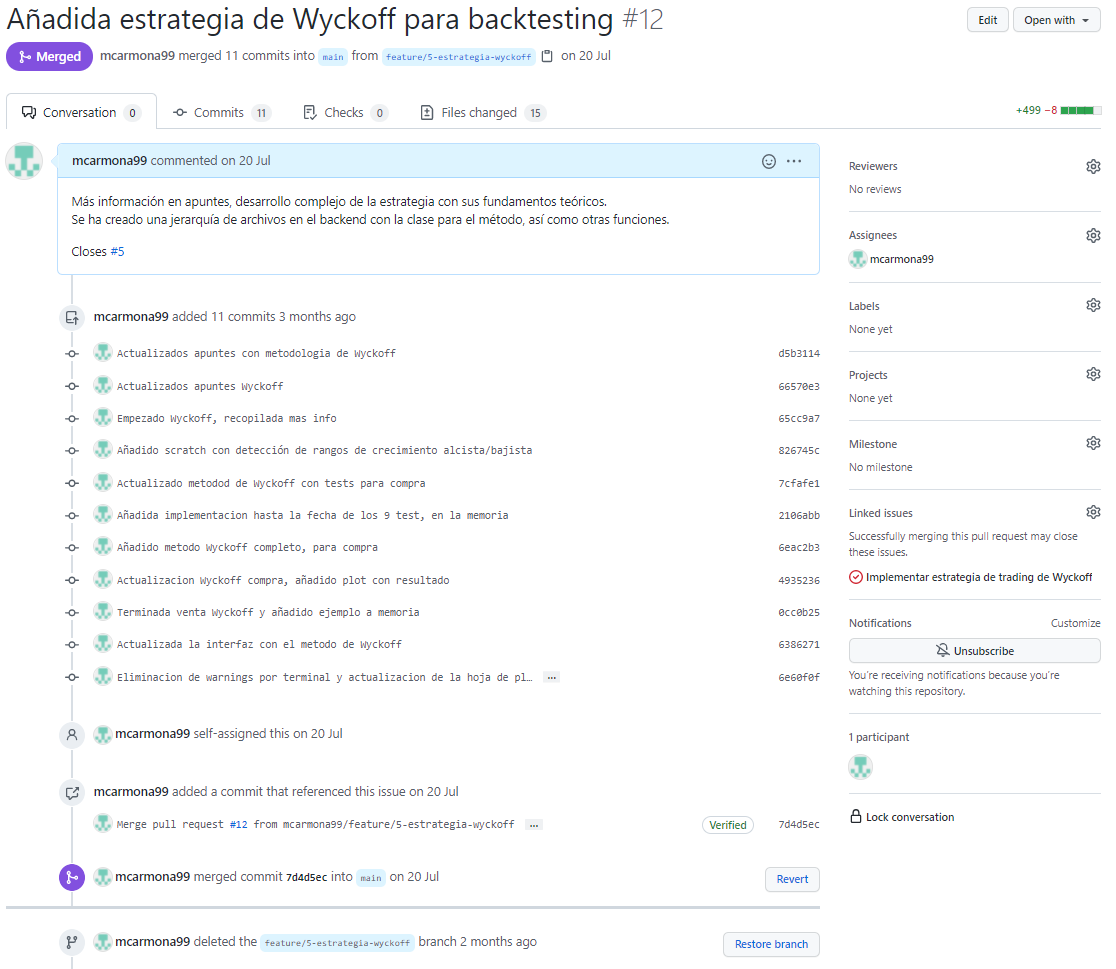 Añadida estrategia de Wyckoff para backtesting #12
Edit
Open with
Merged
mcarmona99 merged 11 commits into main from feature/5-estrategia-wyckoff on 20 Jul
Conversation 0
Commits 11
Checks 0
Files changed 15
+499 −8
mcarmona99 commented on 20 Jul
Más información en apuntes, desarrollo complejo de la estrategia con sus fundamentos teóricos.
Se ha creado una jerarquía de archivos en el backend con la clase para el método, así como otras funciones.
Closes #5
mcarmona99 added 11 commits 3 months ago
Actualizados apuntes con metodologia de Wyckoff d5b3114
Actualizados apuntes Wyckoff 66570e3
Empezado Wyckoff, recopilada mas info 65cc9a7
Añadido scratch con detección de rangos de crecimiento alcista/bajista 826745c
Actualizado metodod de Wyckoff con tests para compra 7cfafe1
Añadida implementacion hasta la fecha de los 9 test, en la memoria 2106abb
Añadido metodo Wyckoff completo, para compra 6eac2b3
Actualizacion Wyckoff compra, añadido plot con resultado 4935236
Terminada venta Wyckoff y añadido ejemplo a memoria 0cc0b25
Actualizada la interfaz con el metodo de Wyckoff 6386271
Eliminacion de warnings por terminal y actualizacion de la hoja de pl… ... 6e60f0f
mcarmona99 self-assigned this on 20 Jul
mcarmona99 added a commit that referenced this issue on 20 Jul
Merge pull request #12 from mcarmona99/feature/5-estrategia-wyckoff ... Verified 7d4d5ec
mcarmona99 merged commit 7d4d5ec into main on 20 Jul
Revert
mcarmona99 deleted the feature/5-estrategia-wyckoff branch 2 months ago
Restore branch
Reviewers
No reviews
Assignees
mcarmona99
Labels
None yet
Projects
None yet
Milestone
No milestone
Linked issues
Successfully merging this pull request may close
these issues.
Implementar estrategia de trading de Wyckoff
Notifications
Customize
Unsubscribe
You're receiving notifications because you're
watching this repository.
1 participant
Lock conversation